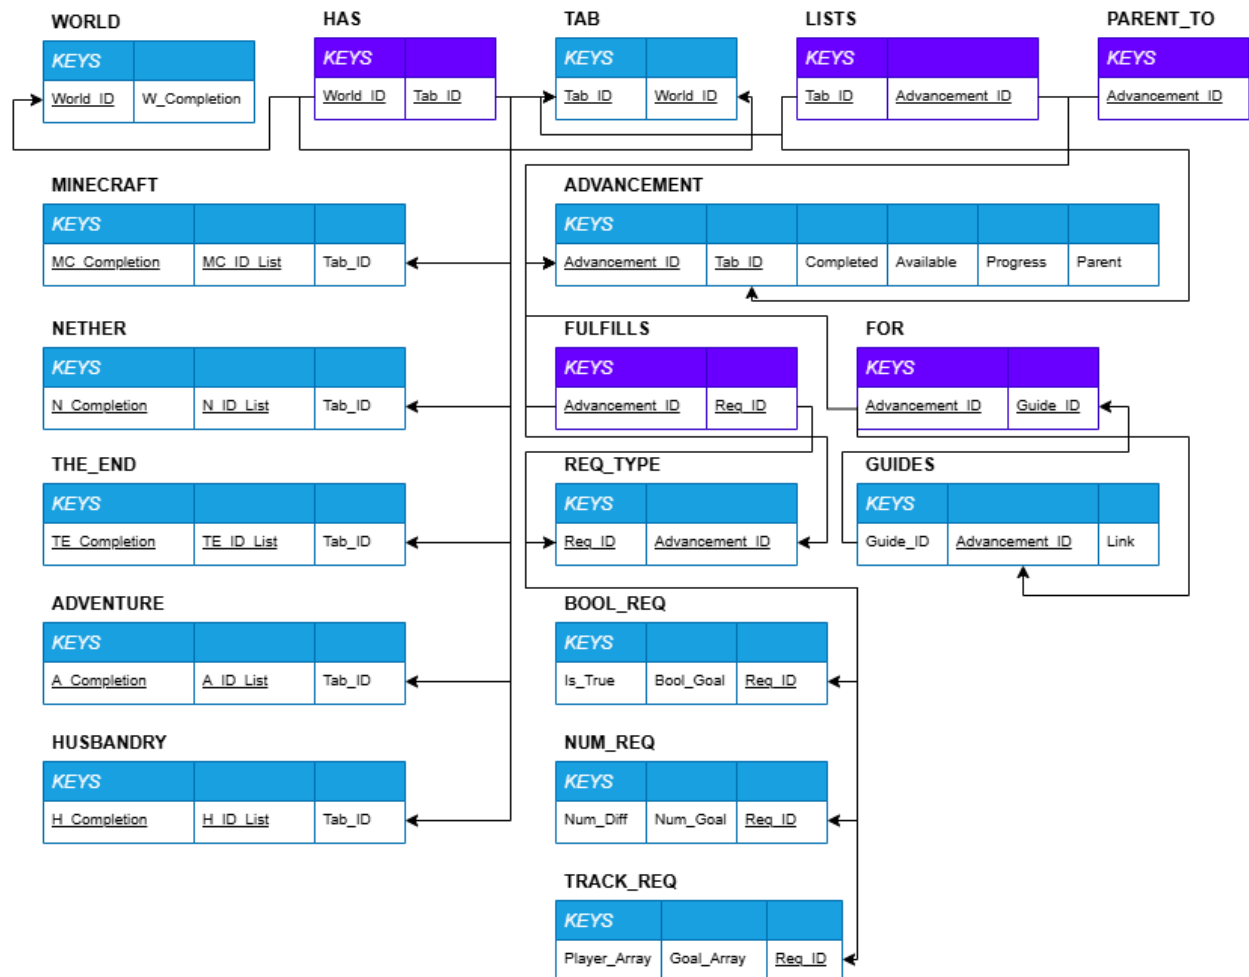 WORLD
HAS
TAB
LISTS
PARENT_TO
KEYS
KEYS
KEYS
KEYS
KEYS
World_ID W_Completion
World_ID Tab_ID
Tab_ID World_ID
Tab_ID Advancement_ID
Advancement_ID
MINECRAFT
ADVANCEMENT
KEYS
KEYS
MC_Completion MC_ID_List Tab_ID
Advancement_ID Tab_ID Completed Available Progress Parent
NETHER
FULFILLS
FOR
KEYS
KEYS
KEYS
N_Completion N_ID_List Tab_ID
Advancement_ID Req_ID
Advancement_ID Guide_ID
THE_END
REQ_TYPE
GUIDES
KEYS
KEYS
KEYS
TE_Completion TE_ID_List Tab_ID
Req_ID Advancement_ID
Guide_ID Advancement_ID Link
ADVENTURE
BOOL_REQ
KEYS
KEYS
A_Completion A_ID_List Tab_ID
Is_True Bool_Goal Req_ID
HUSBANDRY
NUM_REQ
KEYS
KEYS
H_Completion H_ID_List Tab_ID
Num_Diff Num_Goal Req_ID
TRACK_REQ
KEYS
Player_Array Goal_Array Req_ID